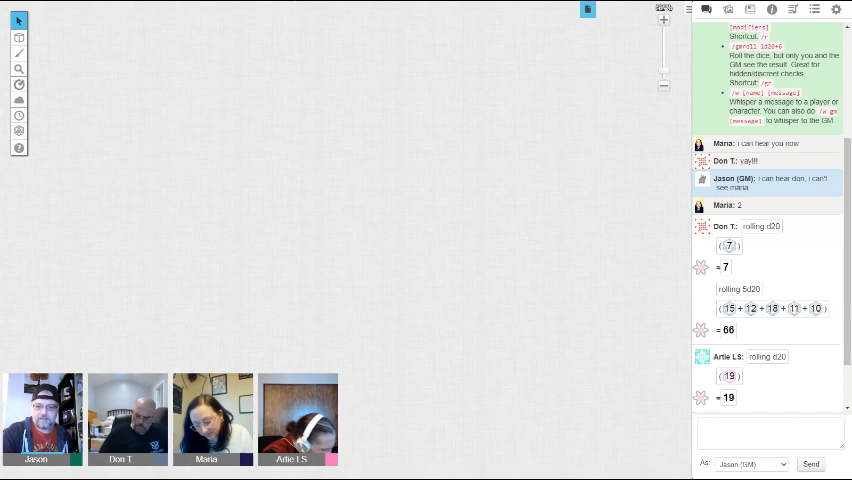 [modifiers]
Shortcut: /r
/gmroll 1d20+6
Roll the dice, but only you and the
GM see the result. Great for
hidden/discreet checks
Shortcut: /gr
/w [name] [message]
Whisper a message to a player or
character. You can also do /w gm
[message] to whisper to the GM.
Maria: i can hear you now
Don T.: yay!!!
Jason (GM): i can hear don, i can't
see maria
Maria: 2
Don T.: rolling d20
(7)
= 7
rolling 5d20
(15 + 12 + 18 + 11 + 10)
= 66
Artie LS: rolling d20
(19)
= 19
Jason
Don T.
Maria
Artie LS
As: Jason (GM)
Send